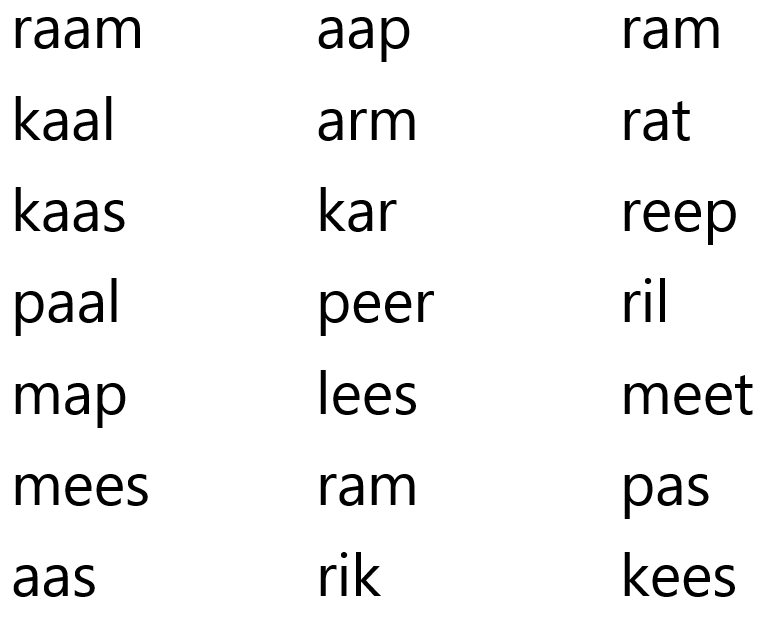 raam aap ram
kaal arm rat
kaas kar reep
paal peer ril
map lees meet
mees ram pas
aas rik kees